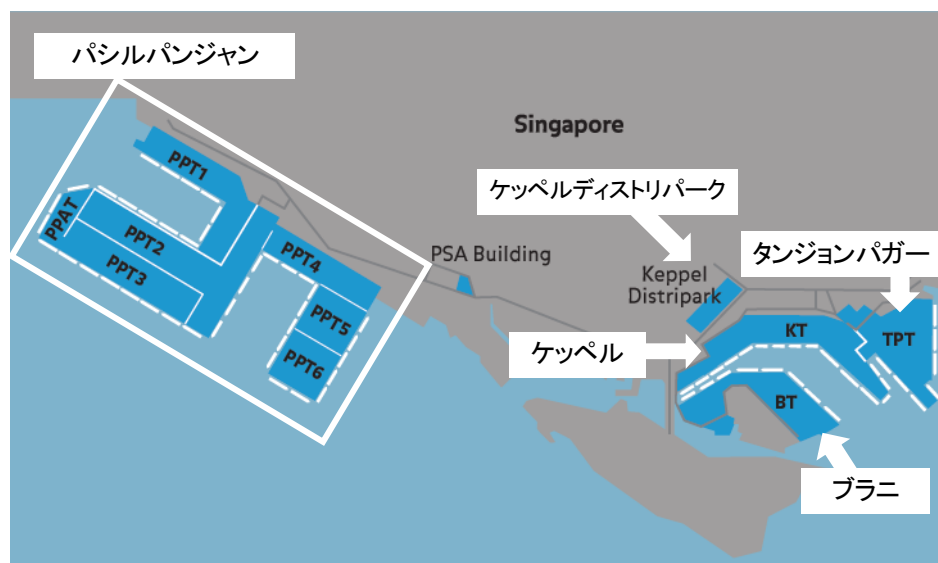 パシルパンジャン
Singapore
PPT1
ケッペルディストリパーク
PPAT
PPT2
PPT3
PPT4
PSA Building
タンジョンパガー
Keppel
Distripark
PPT5
PPT6
ケッペル
KT
TPT
BT
ブラニ